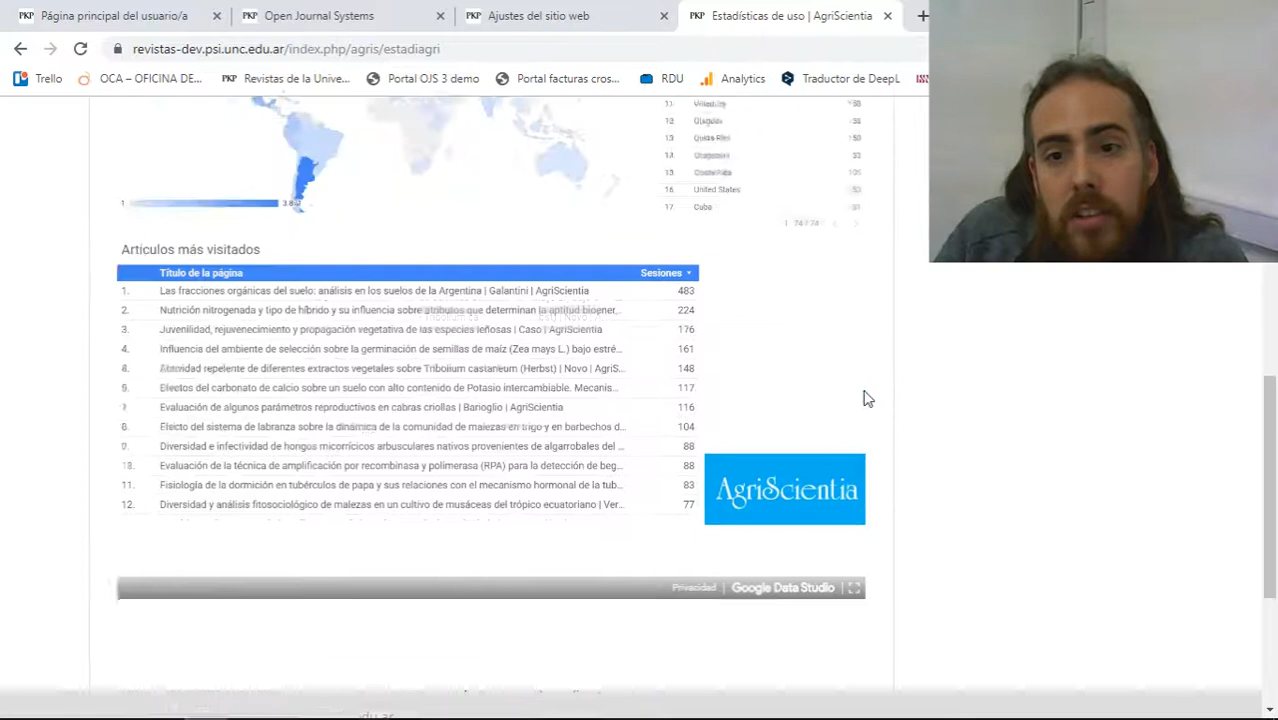 Página principal del usuario/a
Open Journal Systems
Ajustes del sitio web
Estadísticas de uso | AgriScientia
revistas-dev.psi.unc.edu.ar/index.php/agris/estadiagri
Trello
OCA – OFICINA DE...
Revistas de la Unive...
Portal OJS 3 demo
Portal facturas cros...
RDU
Analytics
Traductor de DeepL
16. United States
17. Cuba
1
Artículos más visitados
Título de la página Sesiones
1. Las fracciones orgánicas del suelo: análisis en los suelos de la Argentina | Galantini | AgriScientia 483
2. Nutrición nitrogenada y tipo de híbrido y su influencia sobre atributos que determinan la aptitud bioener... 224
3. Juvenilidad, rejuvenecimiento y propagación vegetativa de las especies leñosas | Caso | AgriScientia 176
4. Influencia del ambiente de selección sobre la germinación de semillas de maíz (Zea mays L.) bajo estré... 161
repelente de diferentes extractos vegetales sobre Tribolium castaneum (Herbst) | Novo | AgriS... 148
Efectos del carbonato de calcio sobre un suelo con alto contenido de Potasio intercambiable. Mecanis... 117
Evaluación de algunos parámetros reproductivos en cabras criollas | Barioglio | AgriScientia 116
8. Efecto del sistema de labranza sobre la dinámica de la comunidad de malezas en trigo y en barbechos d... 104
9. Diversidad e infectividad de hongos micorrícicos arbusculares nativos provenientes de algarrobales del ... 88
Evaluación de la técnica de amplificación por recombinasa y polimerasa (RPA) para la detección de beg... 88
11. Fisiología de la dormición en tubérculos de papa y sus relaciones con el mecanismo hormonal de la tub... 83
12. Diversidad y análisis fitosociológico de malezas en un cultivo de musáceas del trópico ecuatoriano | Ver... 77
AgriScientia
Privacidad | Google Data Studio